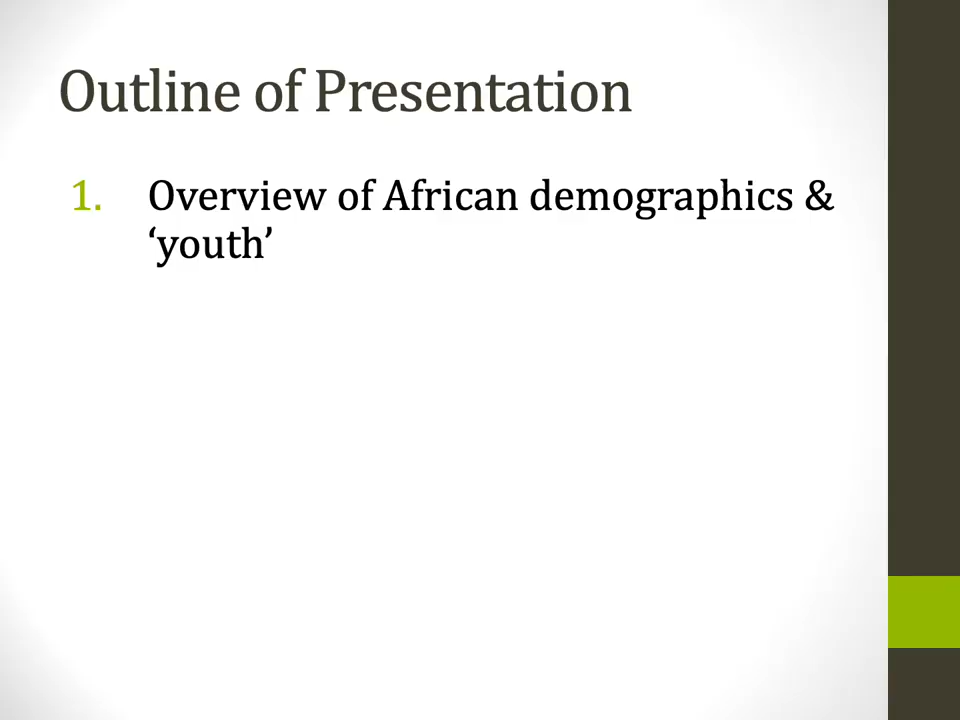 Outline of Presentation
1. Overview of African demographics &
‘youth’